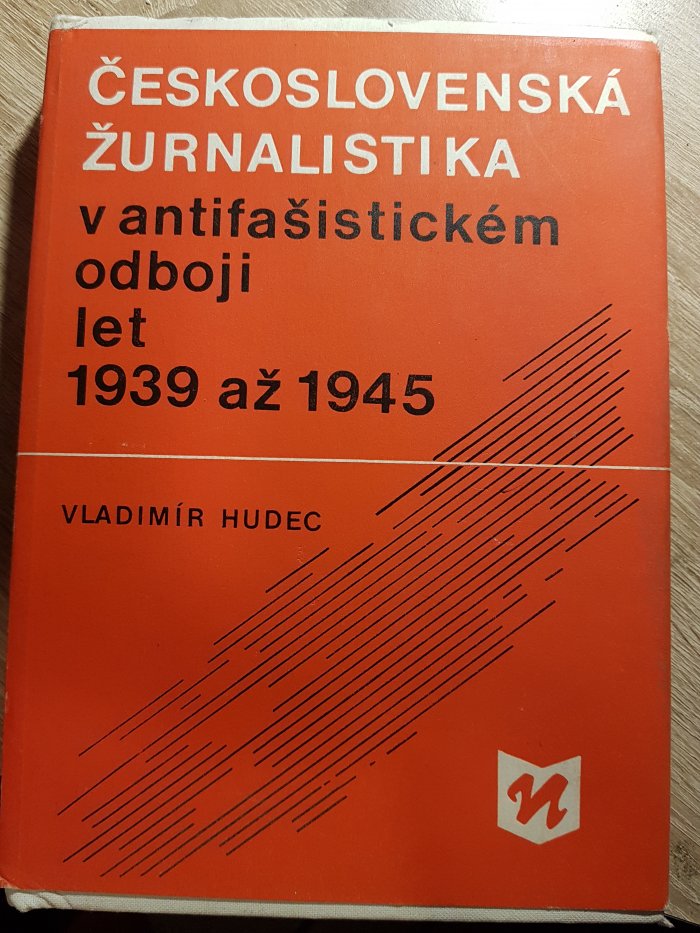 ČESKOSLOVENSKÁ
ŽURNALISTIKA
v antifašistickém
odboji
let
1939 až 1945
VLADIMÍR HUDEC
n